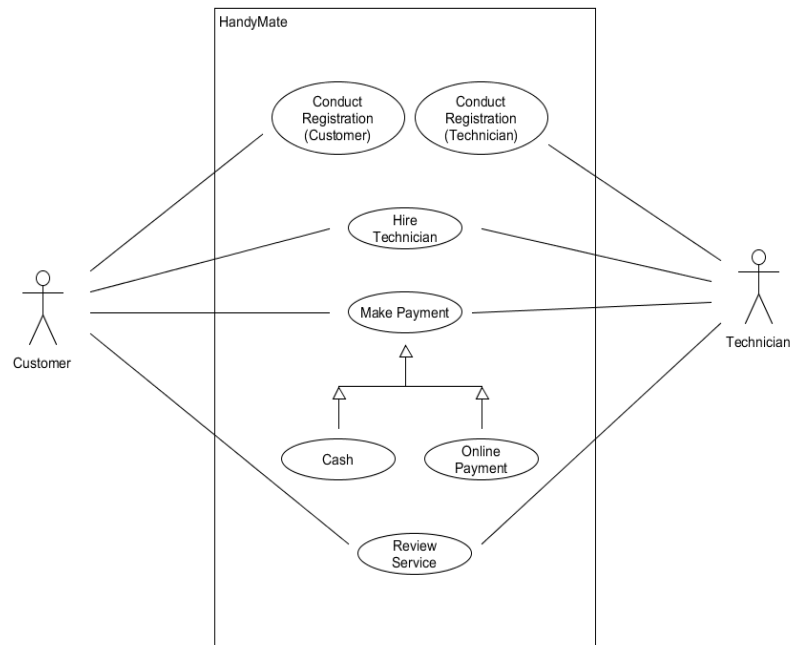 HandyMate
Conduct
Registration
(Customer)
Conduct
Registration
(Technician)
Hire
Technician
Make Payment
Customer
Technician
Cash
Online
Payment
Review
Service